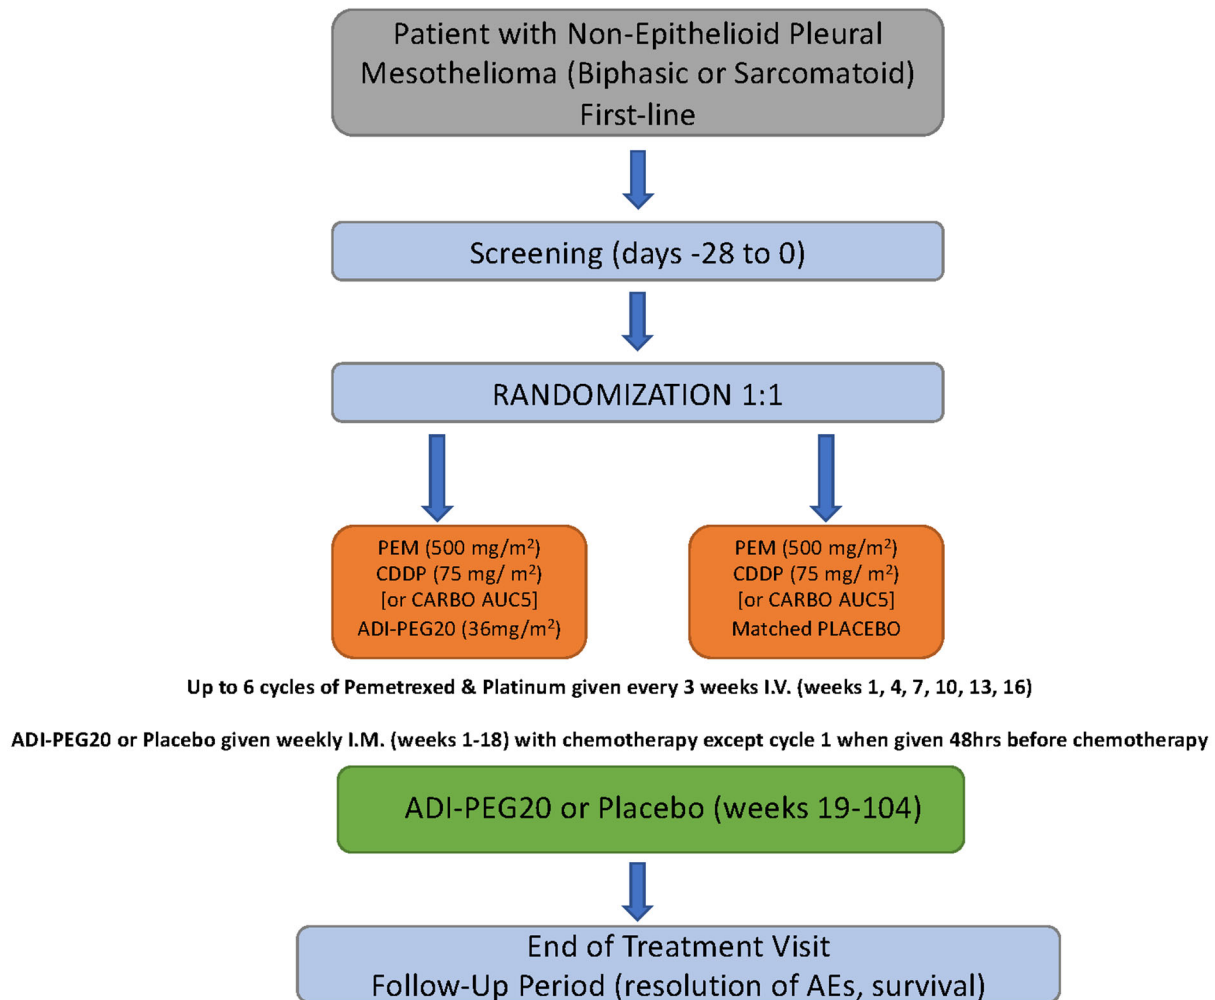 Patient with Non-Epithelioid Pleural
Mesothelioma (Biphasic or Sarcomatoid)
First-line
Screening (days -28 to 0)
RANDOMIZATION 1:1
PEM (500 mg/m²)
CDDP (75 mg/ m²)
[or CARBO AUC5]
ADI-PEG20 (36mg/m²)
PEM (500 mg/m²)
CDDP (75 mg/ m²)
[or CARBO AUC5]
Matched PLACEBO
Up to 6 cycles of Pemetrexed & Platinum given every 3 weeks I.V. (weeks 1, 4, 7, 10, 13, 16)
ADI-PEG20 or Placebo given weekly I.M. (weeks 1-18) with chemotherapy except cycle 1 when given 48hrs before chemotherapy
ADI-PEG20 or Placebo (weeks 19-104)
End of Treatment Visit
Follow-Up Period (resolution of AEs, survival)